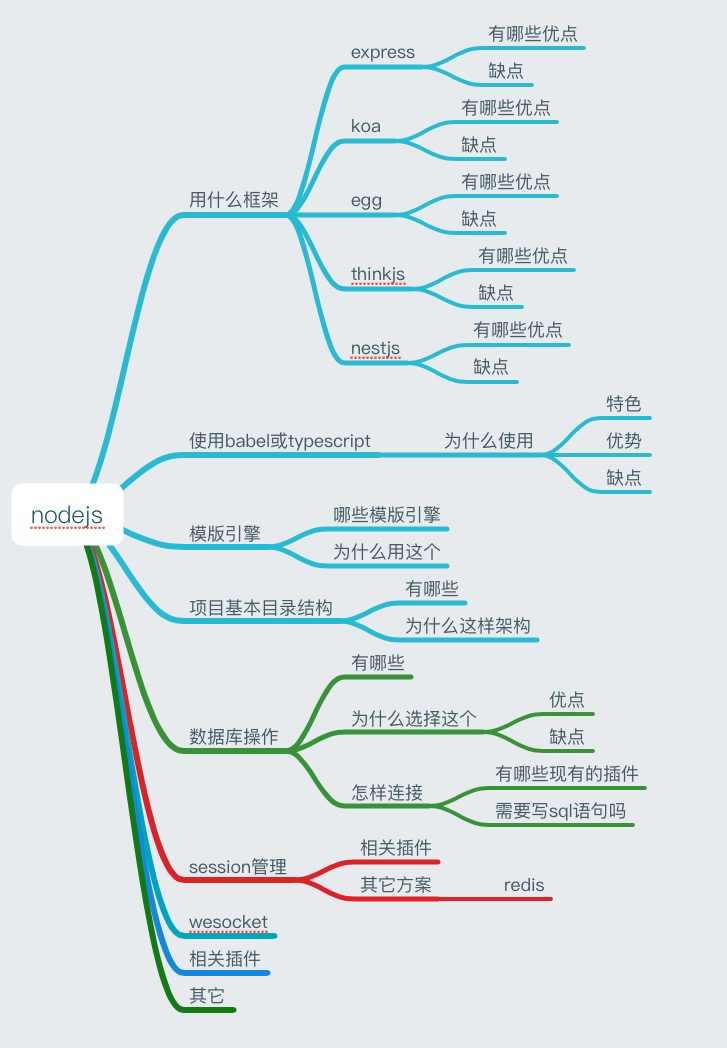 nodejs
用什么框架
express
有哪些优点
缺点
koa
有哪些优点
缺点
egg
有哪些优点
缺点
thinkjs
有哪些优点
缺点
nestjs
有哪些优点
缺点
使用babel或typescript
为什么使用
特色
优势
缺点
模版引擎
哪些模版引擎
为什么用这个
项目基本目录结构
有哪些
为什么这样架构
数据库操作
有哪些
为什么选择这个
优点
缺点
怎样连接
有哪些现有的插件
需要写sql语句吗
session管理
相关插件
其它方案
redis
wesocket
相关插件
其它